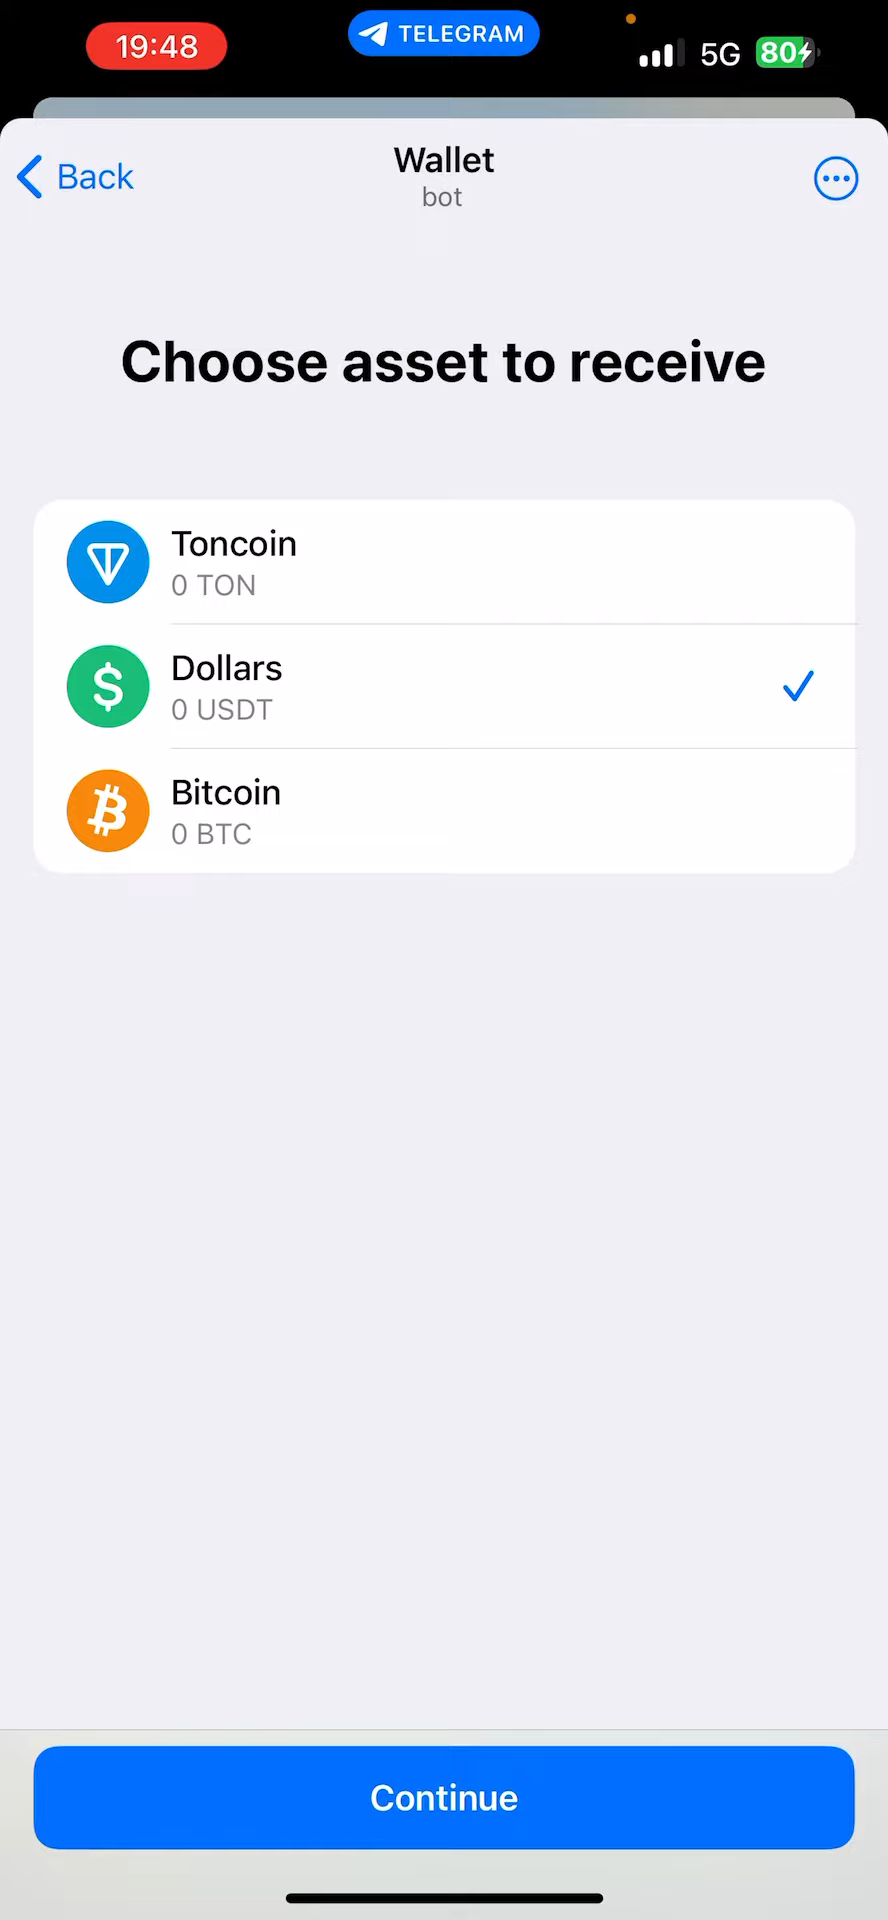 19:48
TELEGRAM
5G
80
Back
Wallet
bot
Choose asset to receive
Toncoin
0 TON
Dollars
0 USDT
Bitcoin
0 BTC
Continue